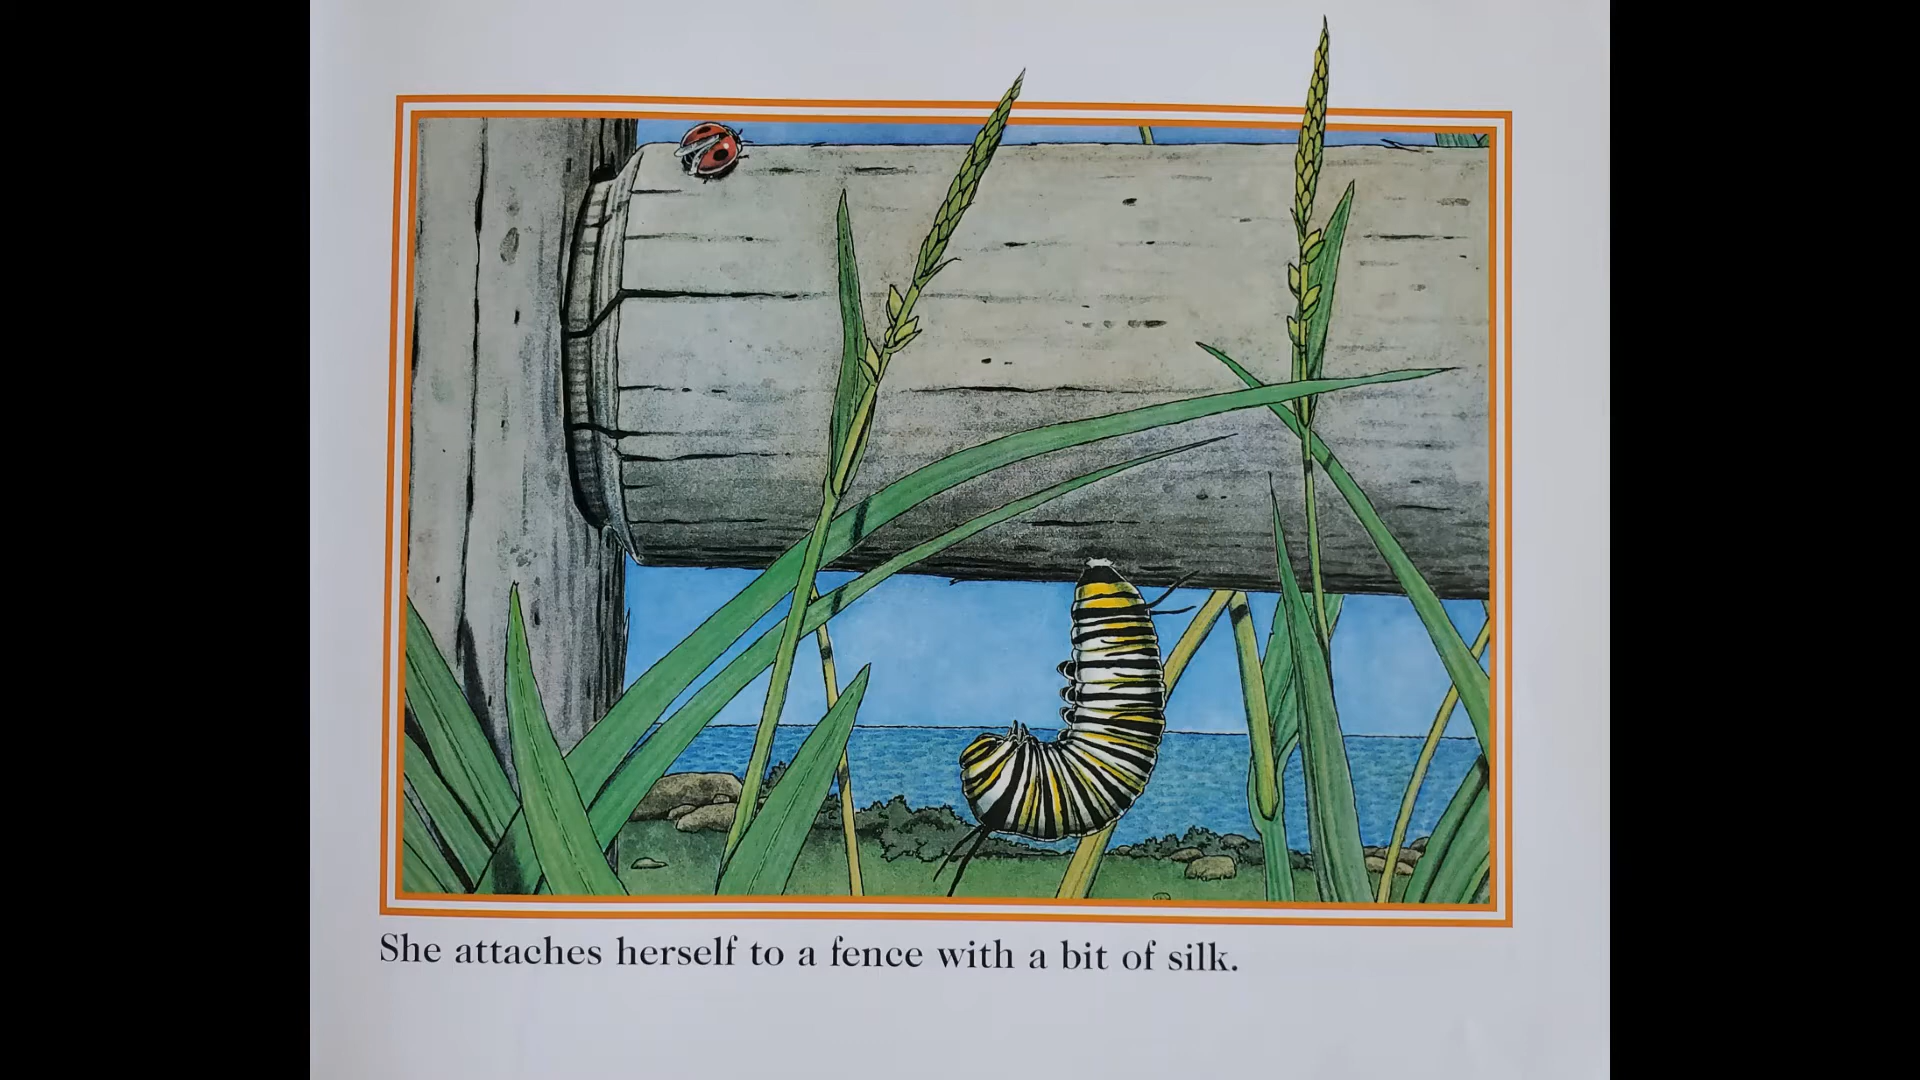 She attaches herself to a fence with a bit of silk.